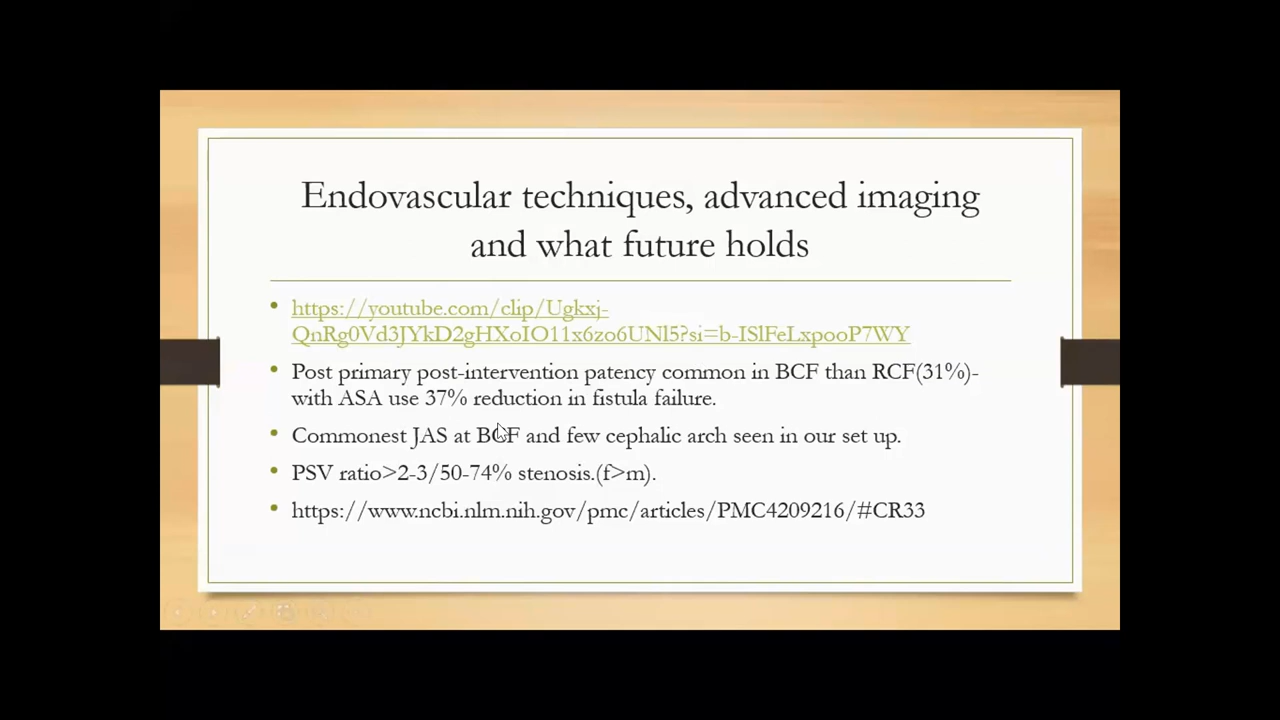 Endovascular techniques, advanced imaging
and what future holds
https://youtube.com/clip/Ugkxj-
QnRg0Vd3JYkD2gHXoIO11x6zo6UNl5?si=b-ISlFeLxpooP7WY
Post primary post-intervention patency common in BCF than RCF(31%)-
with ASA use 37% reduction in fistula failure.
Commonest JAS at BCF and few cephalic arch seen in our set up.
PSV ratio>2-3/50-74% stenosis.(f>m).
https://www.ncbi.nlm.nih.gov/pmc/articles/PMC4209216/#CR33